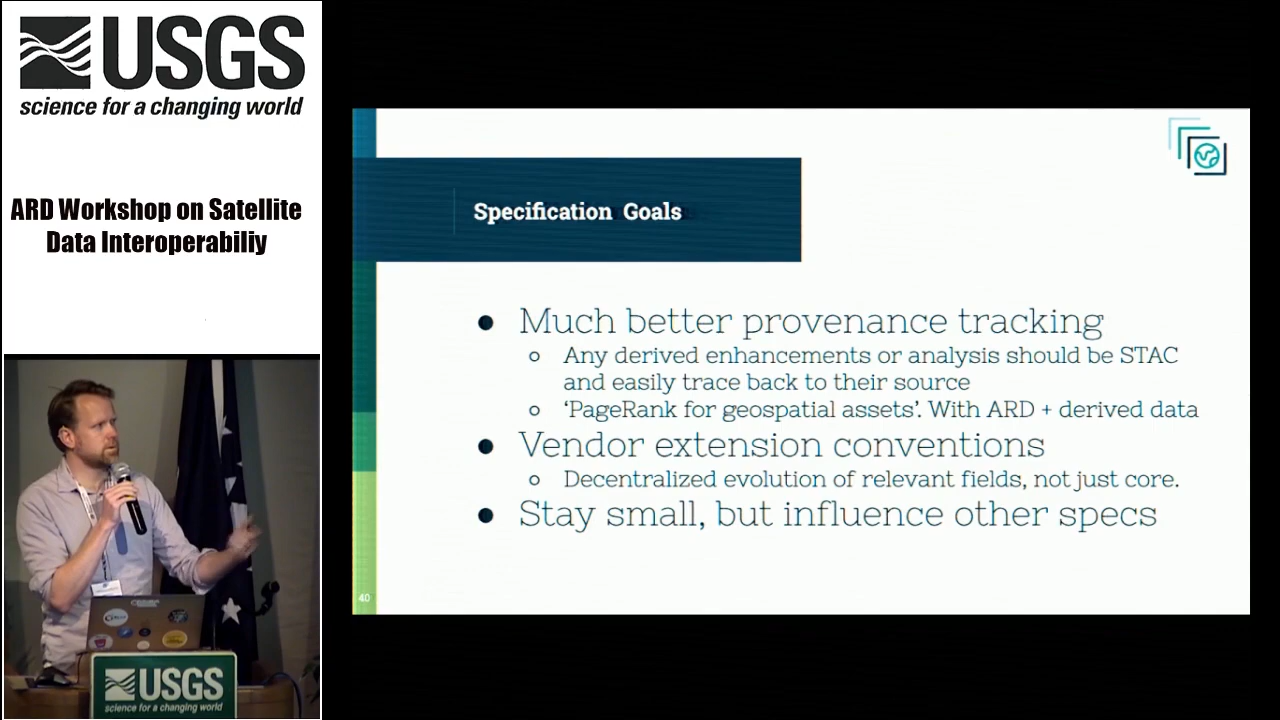 USGS
science for a changing world
ARD Workshop on Satellite
Data Interoperabiliy
Specification Goals
● Much better provenance tracking
○ Any derived enhancements or analysis should be STAC
and easily trace back to their source
○ ‘PageRank for geospatial assets’. With ARD + derived data
● Vendor extension conventions
○ Decentralized evolution of relevant fields, not just core.
● Stay small, but influence other specs
40
USGS
science for a changing world